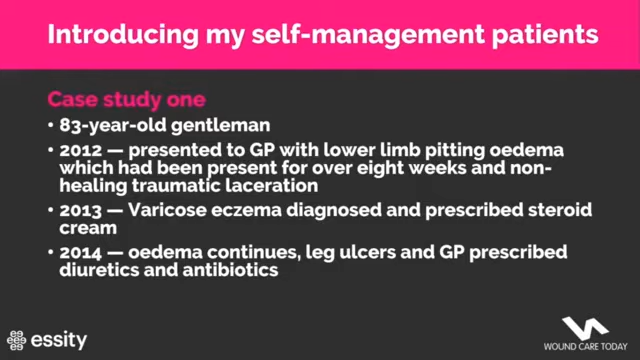 Introducing my self-management patients
Case study one
• 83-year-old gentleman
• 2012 — presented to GP with lower limb pitting oedema
which had been present for over eight weeks and non-
healing traumatic laceration
• 2013 — Varicose eczema diagnosed and prescribed steroid
cream
• 2014 — oedema continues, leg ulcers and GP prescribed
diuretics and antibiotics
essity
WOUND CARE TODAY